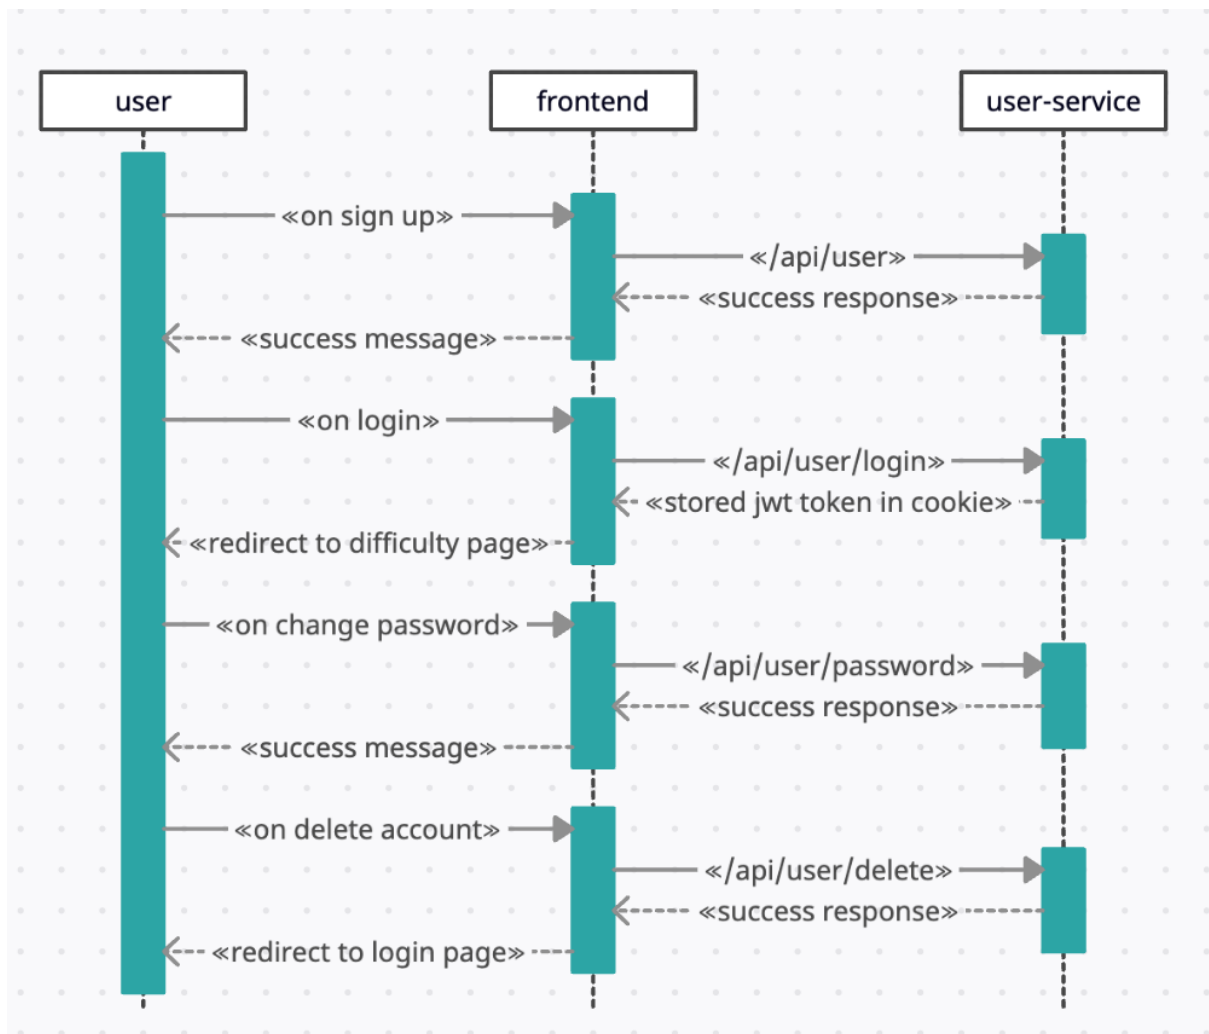 user
frontend
user-service
«on sign up»
«/api/user»
«success response»
«success message»
«on login»
«/api/user/login»
«stored jwt token in cookie»
«redirect to difficulty page»
«on change password»
«/api/user/password»
«success response»
«success message»
«on delete account»
«/api/user/delete»
«success response»
«redirect to login page»